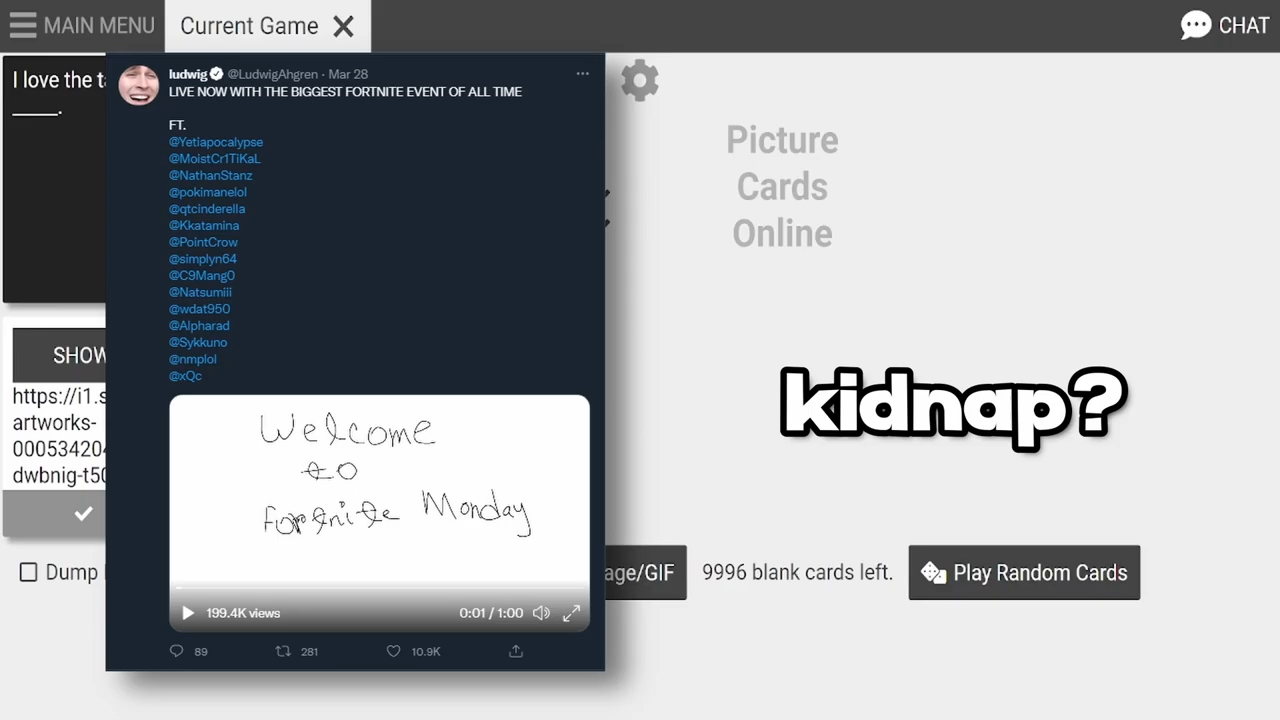 MAIN MENU
Current Game
CHAT
I love the
____.
ludwig @LudwigAhgren · Mar 28
LIVE NOW WITH THE BIGGEST FORTNITE EVENT OF ALL TIME
FT.
@Yetiapocalypse
@MoistCr1TiKaL
@NathanStanz
@pokimanelol
@qtcinderella
@Kkatamina
@PointCrow
@simplyn64
@C9Mang0
@Natsumiii
@wdat950
@Alpharad
@Sykkuno
@nmplol
@xQc
Welcome
to
Fortnite Monday
199.4K views
0:01 / 1:00
89
281
10.9K
Picture
Cards
Online
kidnap?
SHOW
https://i1.s
artworks-
000534204
dwbnig-t50
Dump
age/GIF
9996 blank cards left.
Play Random Cards